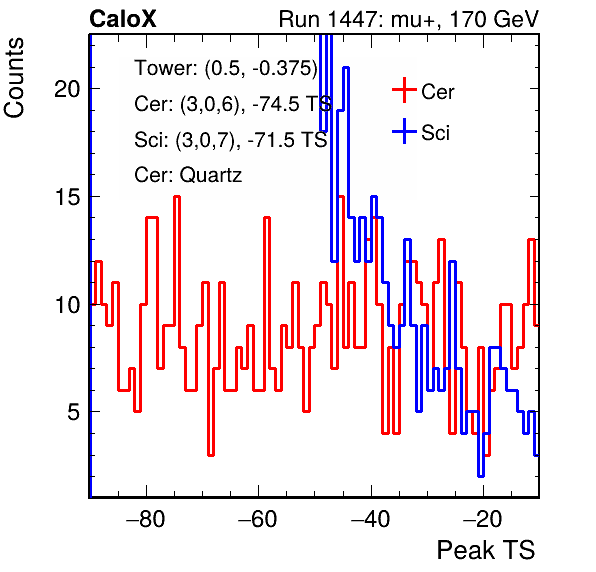 CaloX Run 1447: mu+, 170 GeV
Counts
Tower: (0.5, -0.375)
Cer: (3,0,6), -74.5 TS
Sci: (3,0,7), -71.5 TS
Cer: Quartz
Cer
Sci
20
15
10
5
−80 −60 −40 −20
Peak TS